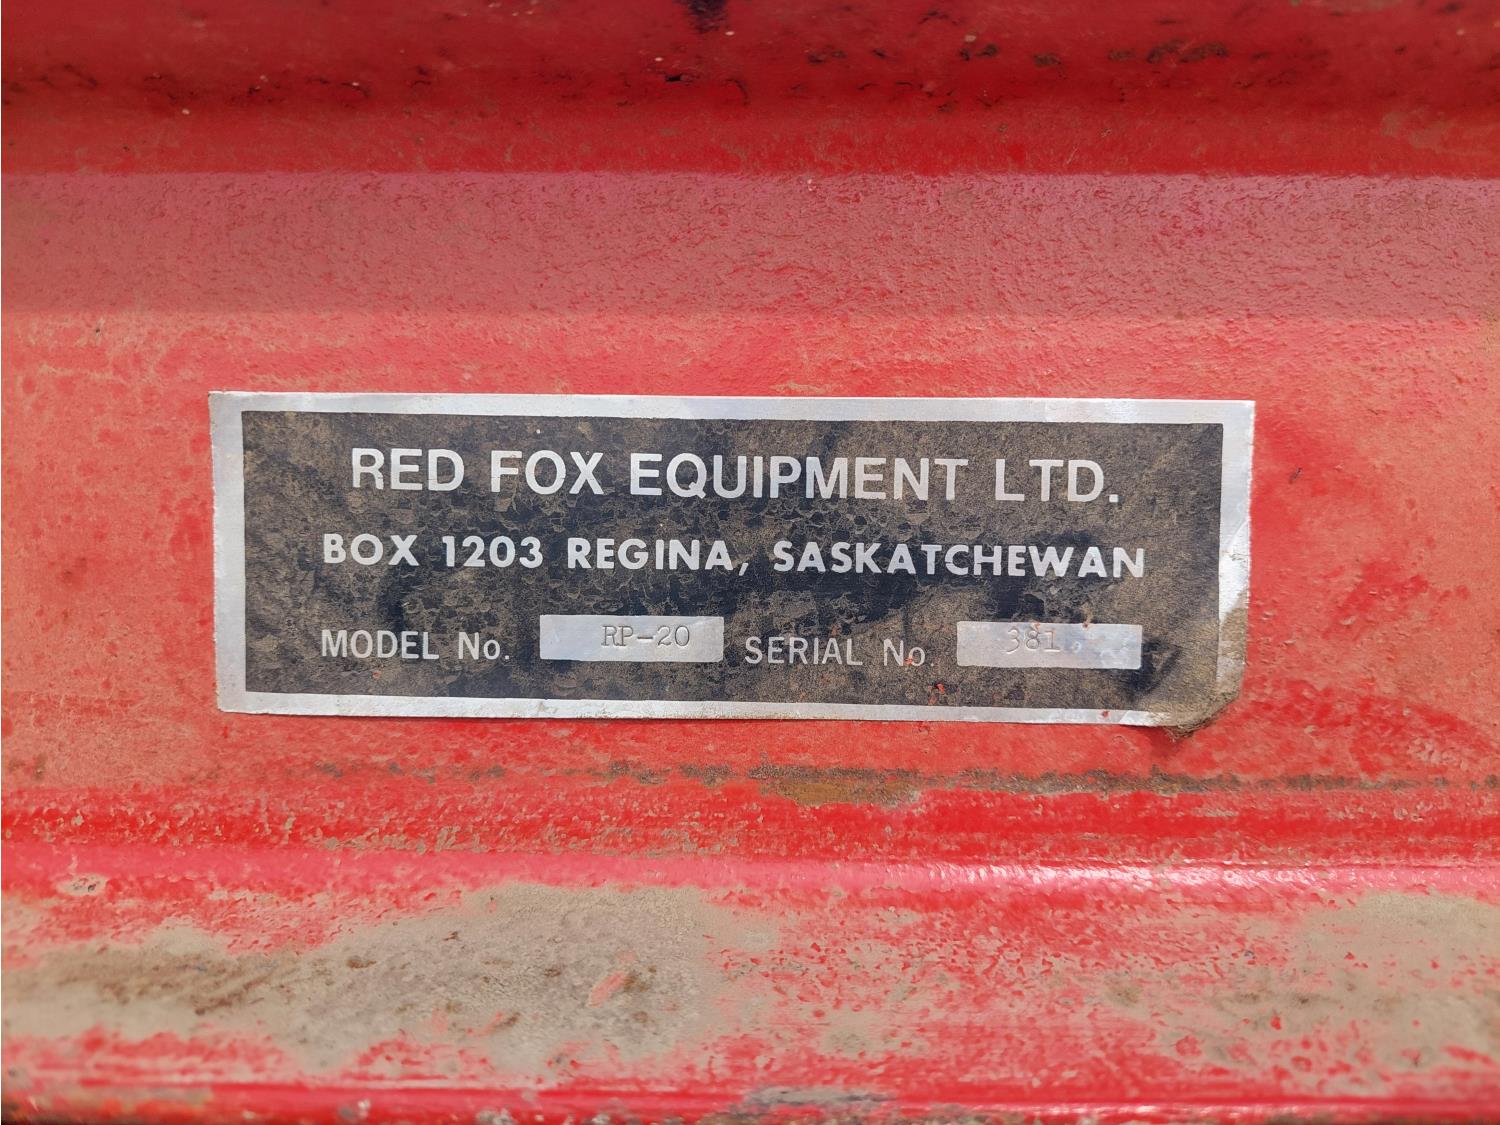 RED FOX EQUIPMENT LTD.
BOX 1203 REGINA, SASKATCHEWAN
MODEL No. RP-20 SERIAL No. 381